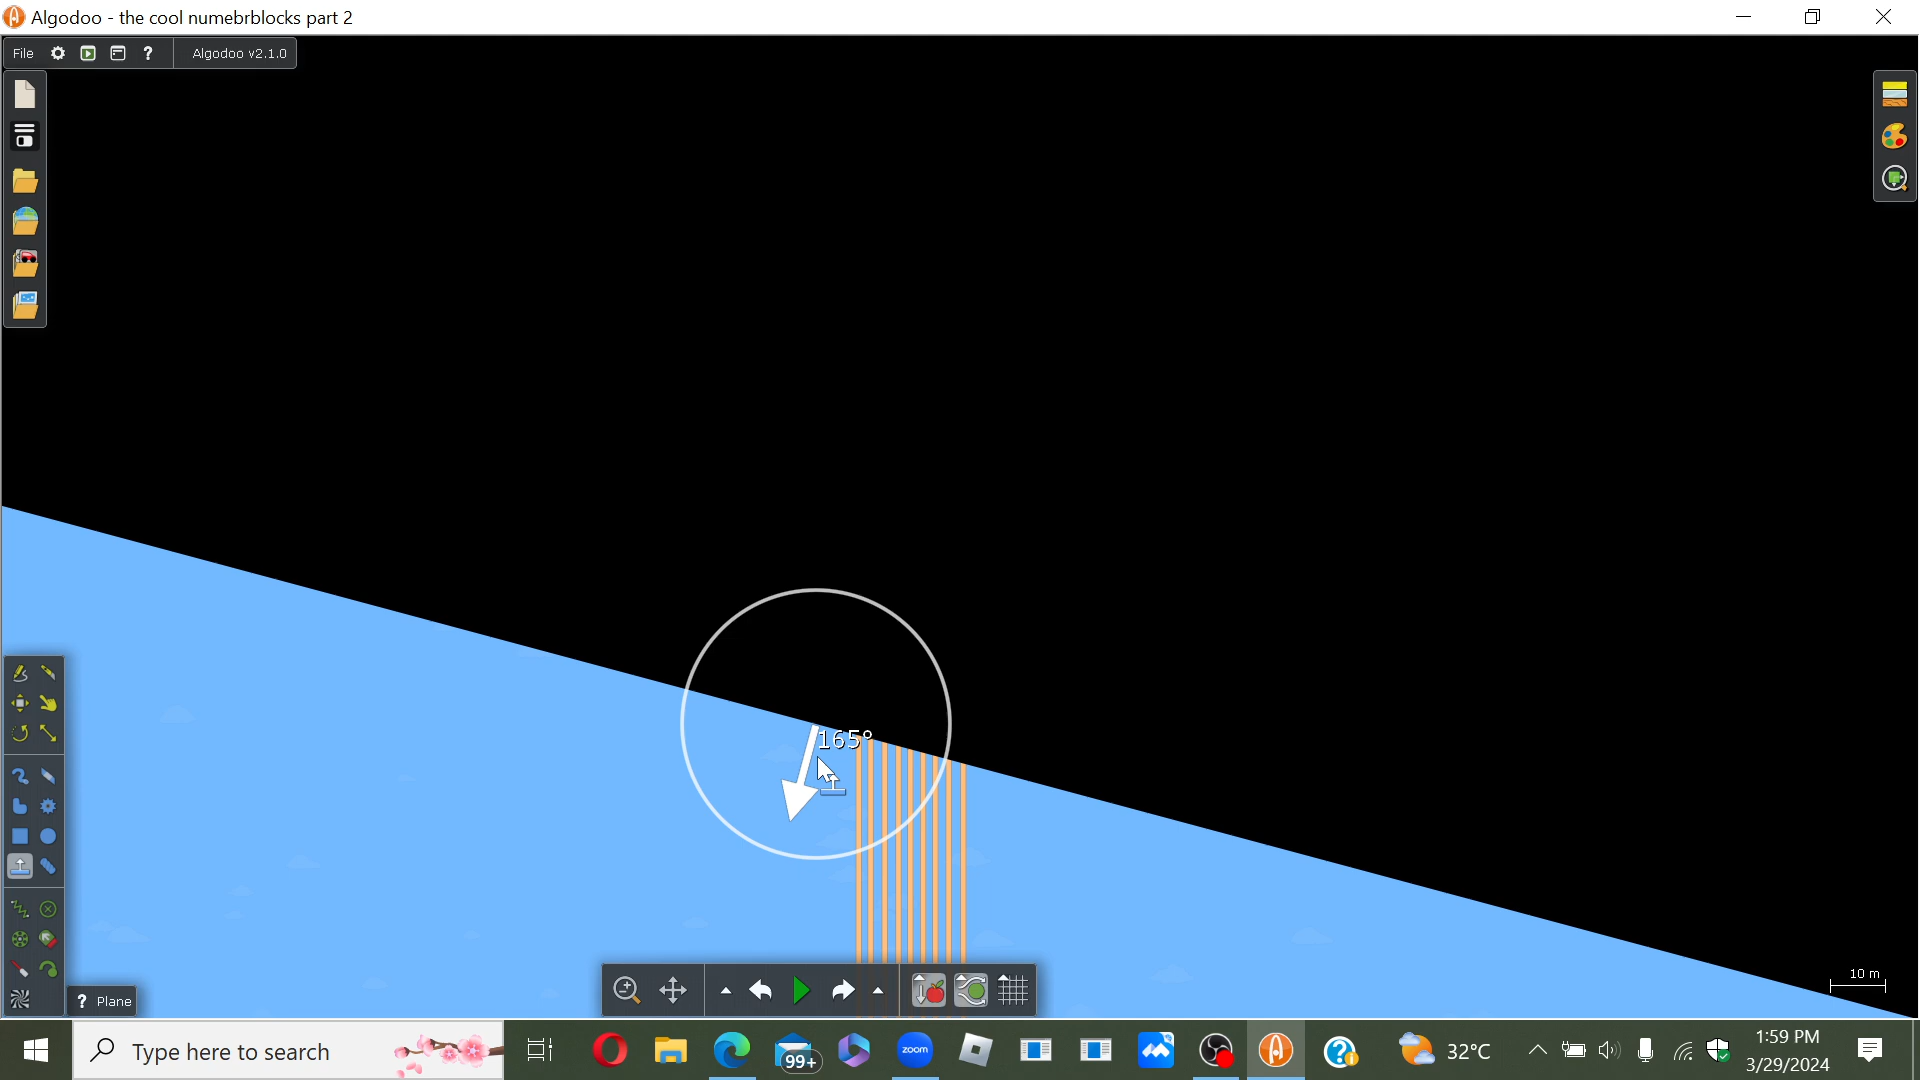 Algodoo - the cool numebrblocks part 2
File
?
Algodoo v2.1.0
165°
10 m
? Plane
Type here to search
99+
zoom
32°C
1:59 PM
3/29/2024